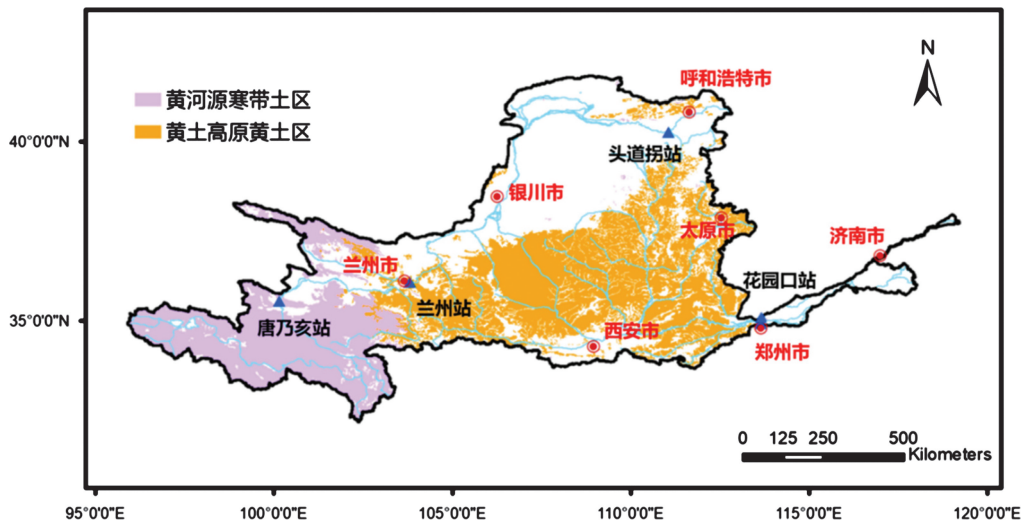 N
呼和浩特市
黄河源寒带土区
黄土高原黄土区
40°0'0"N
头道拐站
银川市
太原市
济南市
兰州市
花园口站
兰州站
35°0'0"N
唐乃亥站
西安市
郑州市
0 125 250 500
Kilometers
95°0'0"E 100°0'0"E 105°0'0"E 110°0'0"E 115°0'0"E 120°0'0"E